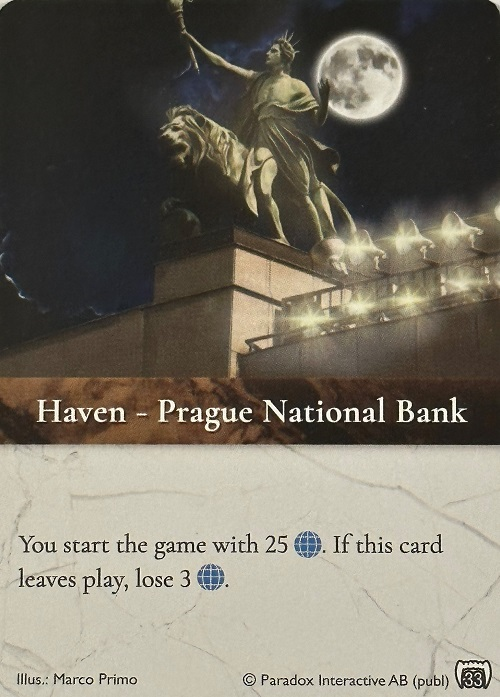 Haven - Prague National Bank
You start the game with 25 . If this card
leaves play, lose 3 .
Illus.: Marco Primo
© Paradox Interactive AB (publ) 33